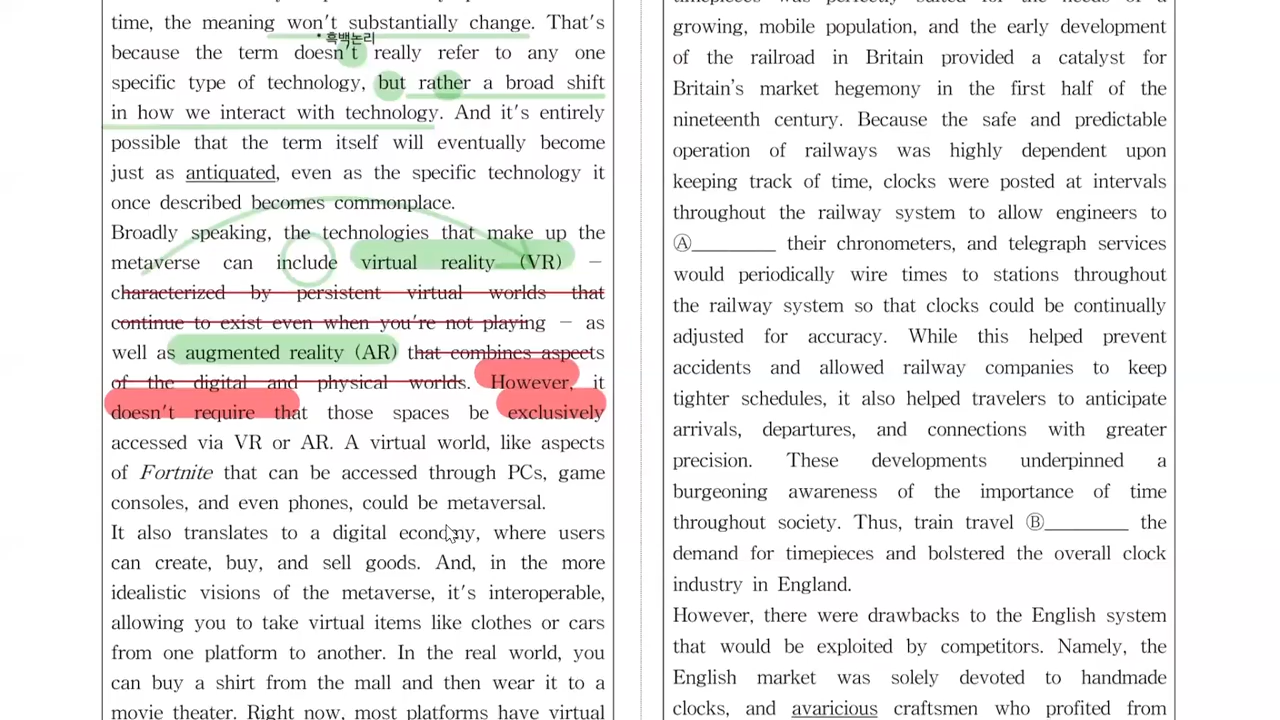 time, the meaning won't substantially change. That's
* 흑백논리
because the term doesn't really refer to any one
specific type of technology, but rather a broad shift
in how we interact with technology. And it's entirely
possible that the term itself will eventually become
just as antiquated, even as the specific technology it
once described becomes commonplace.
Broadly speaking, the technologies that make up the
metaverse can include virtual reality (VR) –
characterized by persistent virtual worlds that
continue to exist even when you're not playing – as
well as augmented reality (AR) that combines aspects
of the digital and physical worlds. However, it
doesn't require that those spaces be exclusively
accessed via VR or AR. A virtual world, like aspects
of Fortnite that can be accessed through PCs, game
consoles, and even phones, could be metaversal.
It also translates to a digital economy, where users
can create, buy, and sell goods. And, in the more
idealistic visions of the metaverse, it's interoperable,
allowing you to take virtual items like clothes or cars
from one platform to another. In the real world, you
can buy a shirt from the mall and then wear it to a
movie theater. Right now, most platforms have virtual
timepieces was perfectly suited for the needs of a
growing, mobile population, and the early development
of the railroad in Britain provided a catalyst for
Britain's market hegemony in the first half of the
nineteenth century. Because the safe and predictable
operation of railways was highly dependent upon
keeping track of time, clocks were posted at intervals
throughout the railway system to allow engineers to
Ⓐ________ their chronometers, and telegraph services
would periodically wire times to stations throughout
the railway system so that clocks could be continually
adjusted for accuracy. While this helped prevent
accidents and allowed railway companies to keep
tighter schedules, it also helped travelers to anticipate
arrivals, departures, and connections with greater
precision. These developments underpinned a
burgeoning awareness of the importance of time
throughout society. Thus, train travel Ⓑ________ the
demand for timepieces and bolstered the overall clock
industry in England.
However, there were drawbacks to the English system
that would be exploited by competitors. Namely, the
English market was solely devoted to handmade
clocks, and avaricious craftsmen who profited from